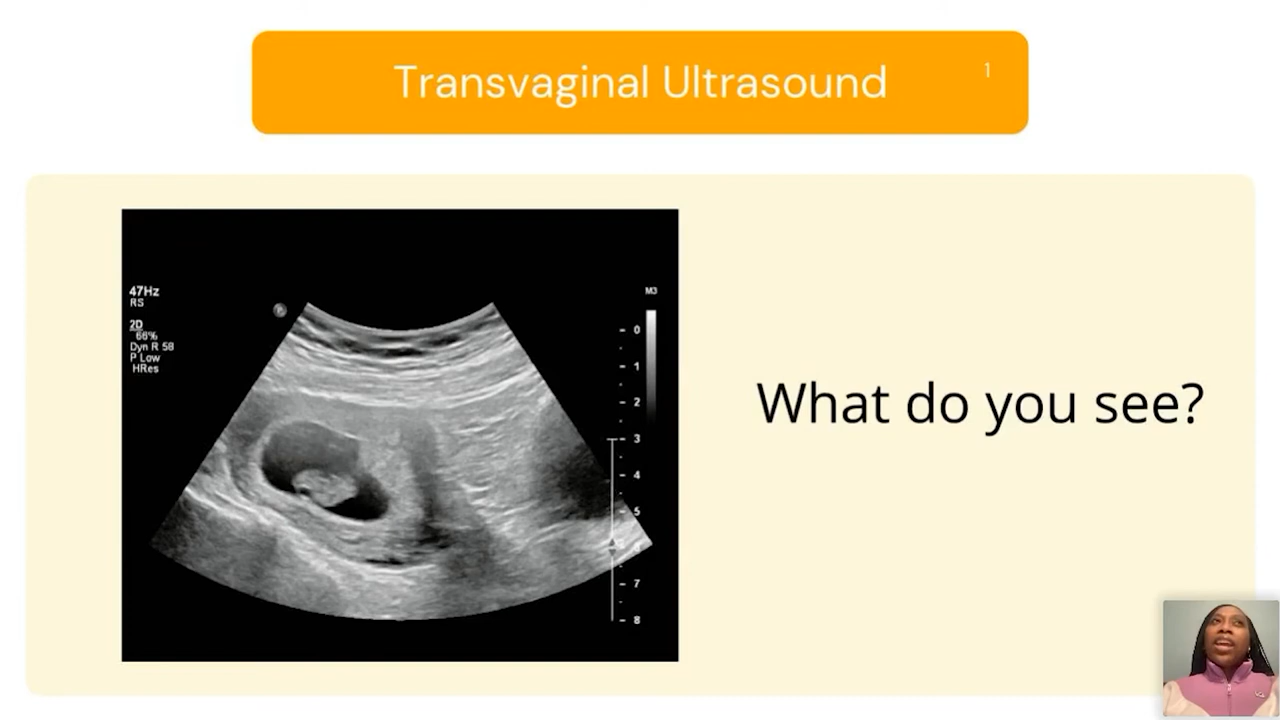 Transvaginal Ultrasound
1
47Hz
RS
2D
66%
Dyn R 58
P Low
HRes
M3
0
1
2
3
4
5
7
8
What do you see?